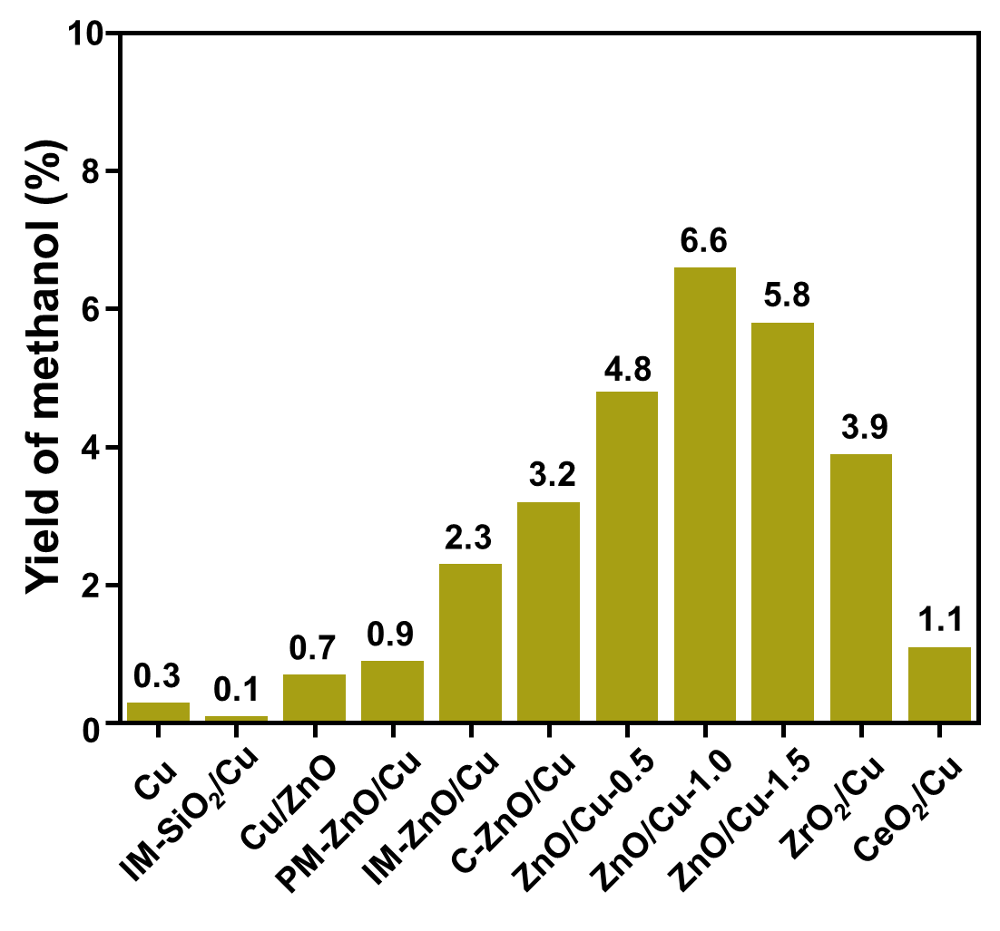 Yield of methanol (%)
10
8
6
4
2
0
0.3
0.1
0.7
0.9
2.3
3.2
4.8
6.6
5.8
3.9
1.1
Cu
IM-SiO₂/Cu
Cu/ZnO
PM-ZnO/Cu
IM-ZnO/Cu
C-ZnO/Cu
ZnO/Cu-0.5
ZnO/Cu-1.0
ZnO/Cu-1.5
ZrO₂/Cu
CeO₂/Cu